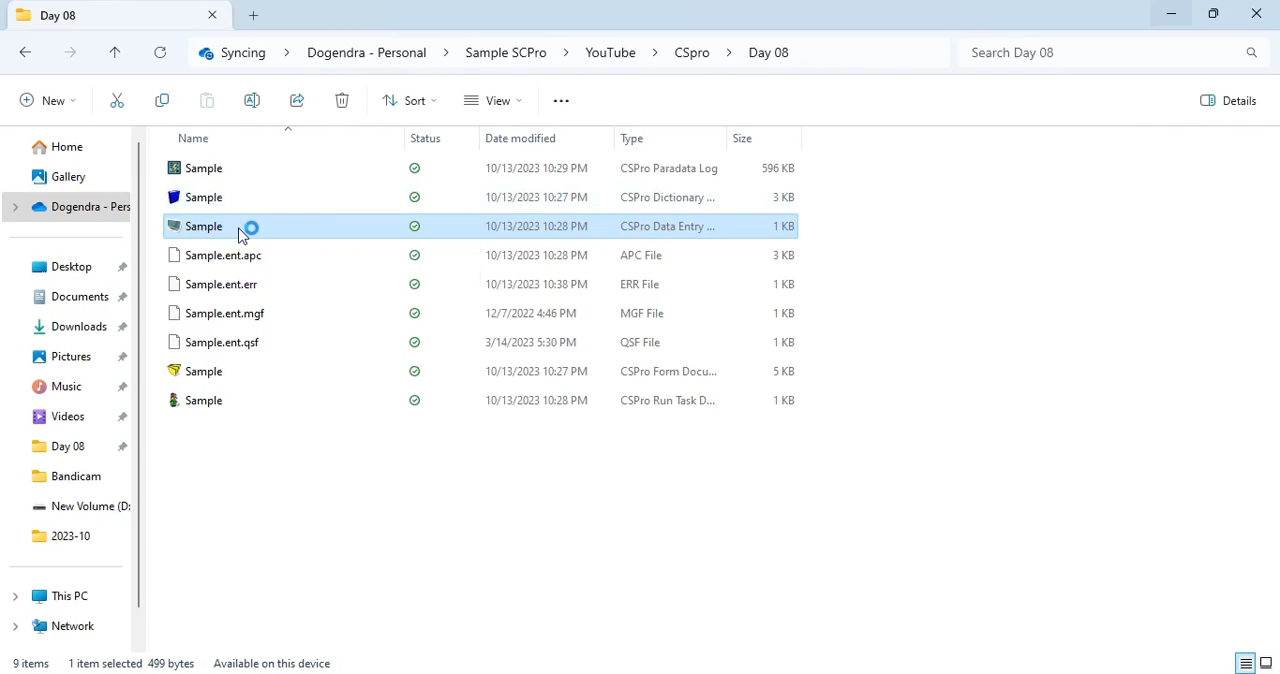 Day 08
Syncing > Dogendra - Personal > Sample SCPro > YouTube > CSpro > Day 08
Search Day 08
New
Sort
View
Details
Name Status Date modified Type Size
Home
Gallery
Dogendra - Pers
Desktop
Documents
Downloads
Pictures
Music
Videos
Day 08
Bandicam
New Volume (D:
2023-10
This PC
Network
Sample 10/13/2023 10:29 PM CSPro Paradata Log 596 KB
Sample 10/13/2023 10:27 PM CSPro Dictionary ... 3 KB
Sample 10/13/2023 10:28 PM CSPro Data Entry ... 1 KB
Sample.ent.apc 10/13/2023 10:28 PM APC File 3 KB
Sample.ent.err 10/13/2023 10:38 PM ERR File 1 KB
Sample.ent.mgf 12/7/2022 4:46 PM MGF File 1 KB
Sample.ent.qsf 3/14/2023 5:30 PM QSF File 1 KB
Sample 10/13/2023 10:27 PM CSPro Form Docu... 5 KB
Sample 10/13/2023 10:28 PM CSPro Run Task D... 1 KB
9 items 1 item selected 499 bytes Available on this device